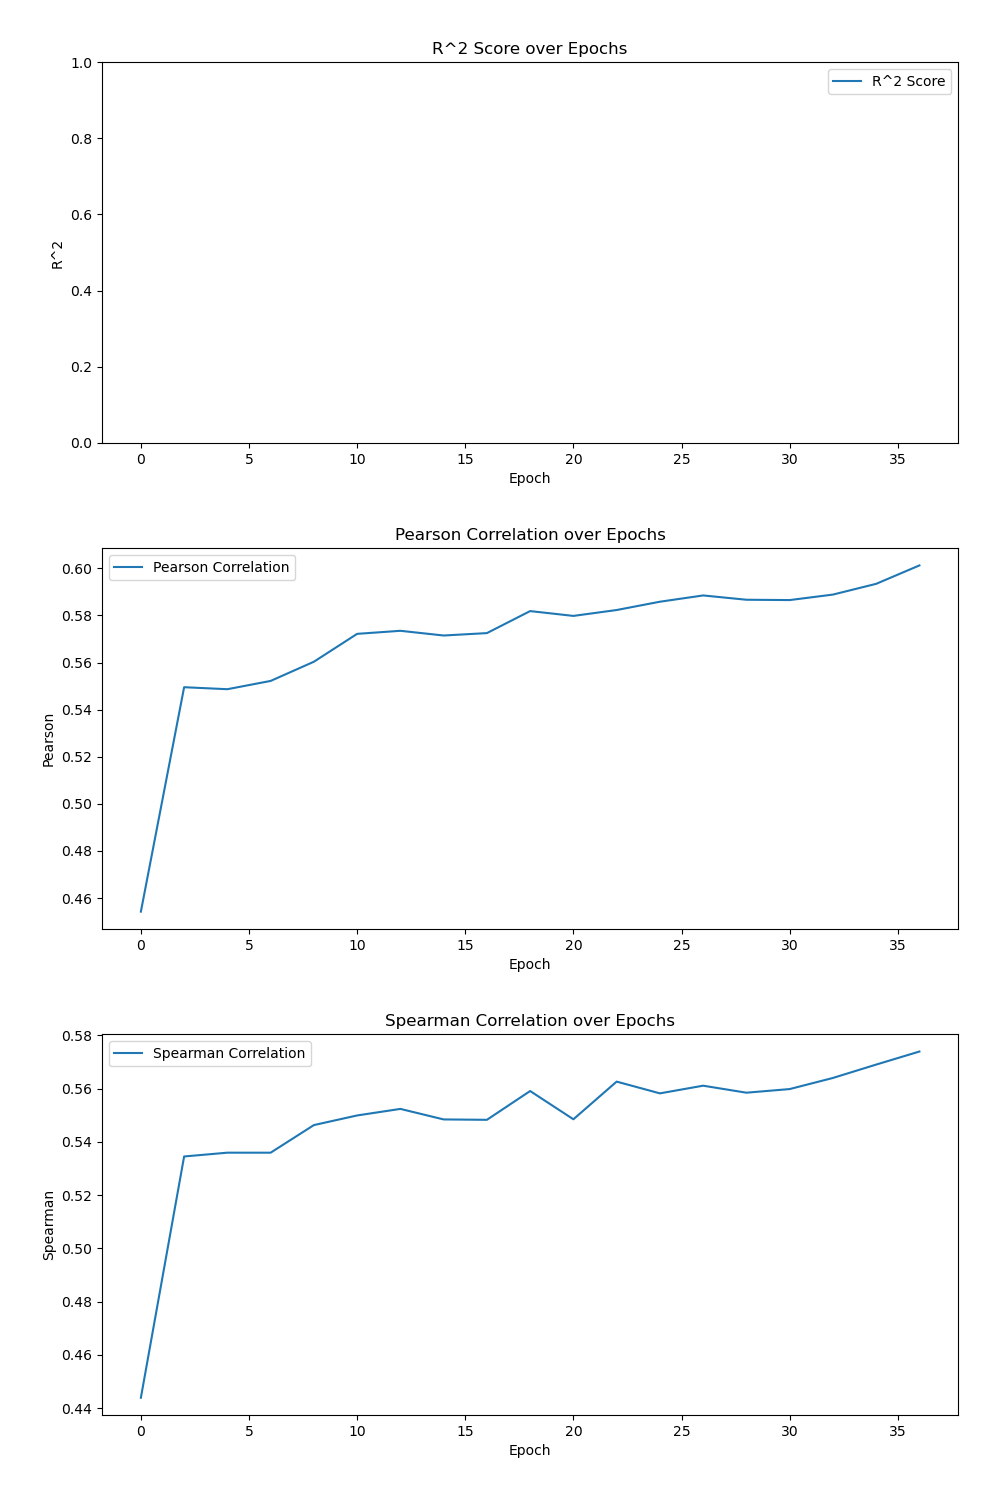 R^2 Score over Epochs
1.0
R^2 Score
0.8
0.6
R^2
0.4
0.2
0.0
0 5 10 15 20 25 30 35
Epoch
Pearson Correlation over Epochs
Pearson Correlation
0.60
0.58
0.56
0.54
Pearson
0.52
0.50
0.48
0.46
0 5 10 15 20 25 30 35
Epoch
Spearman Correlation over Epochs
0.58
Spearman Correlation
0.56
0.54
0.52
Spearman
0.50
0.48
0.46
0.44
0 5 10 15 20 25 30 35
Epoch